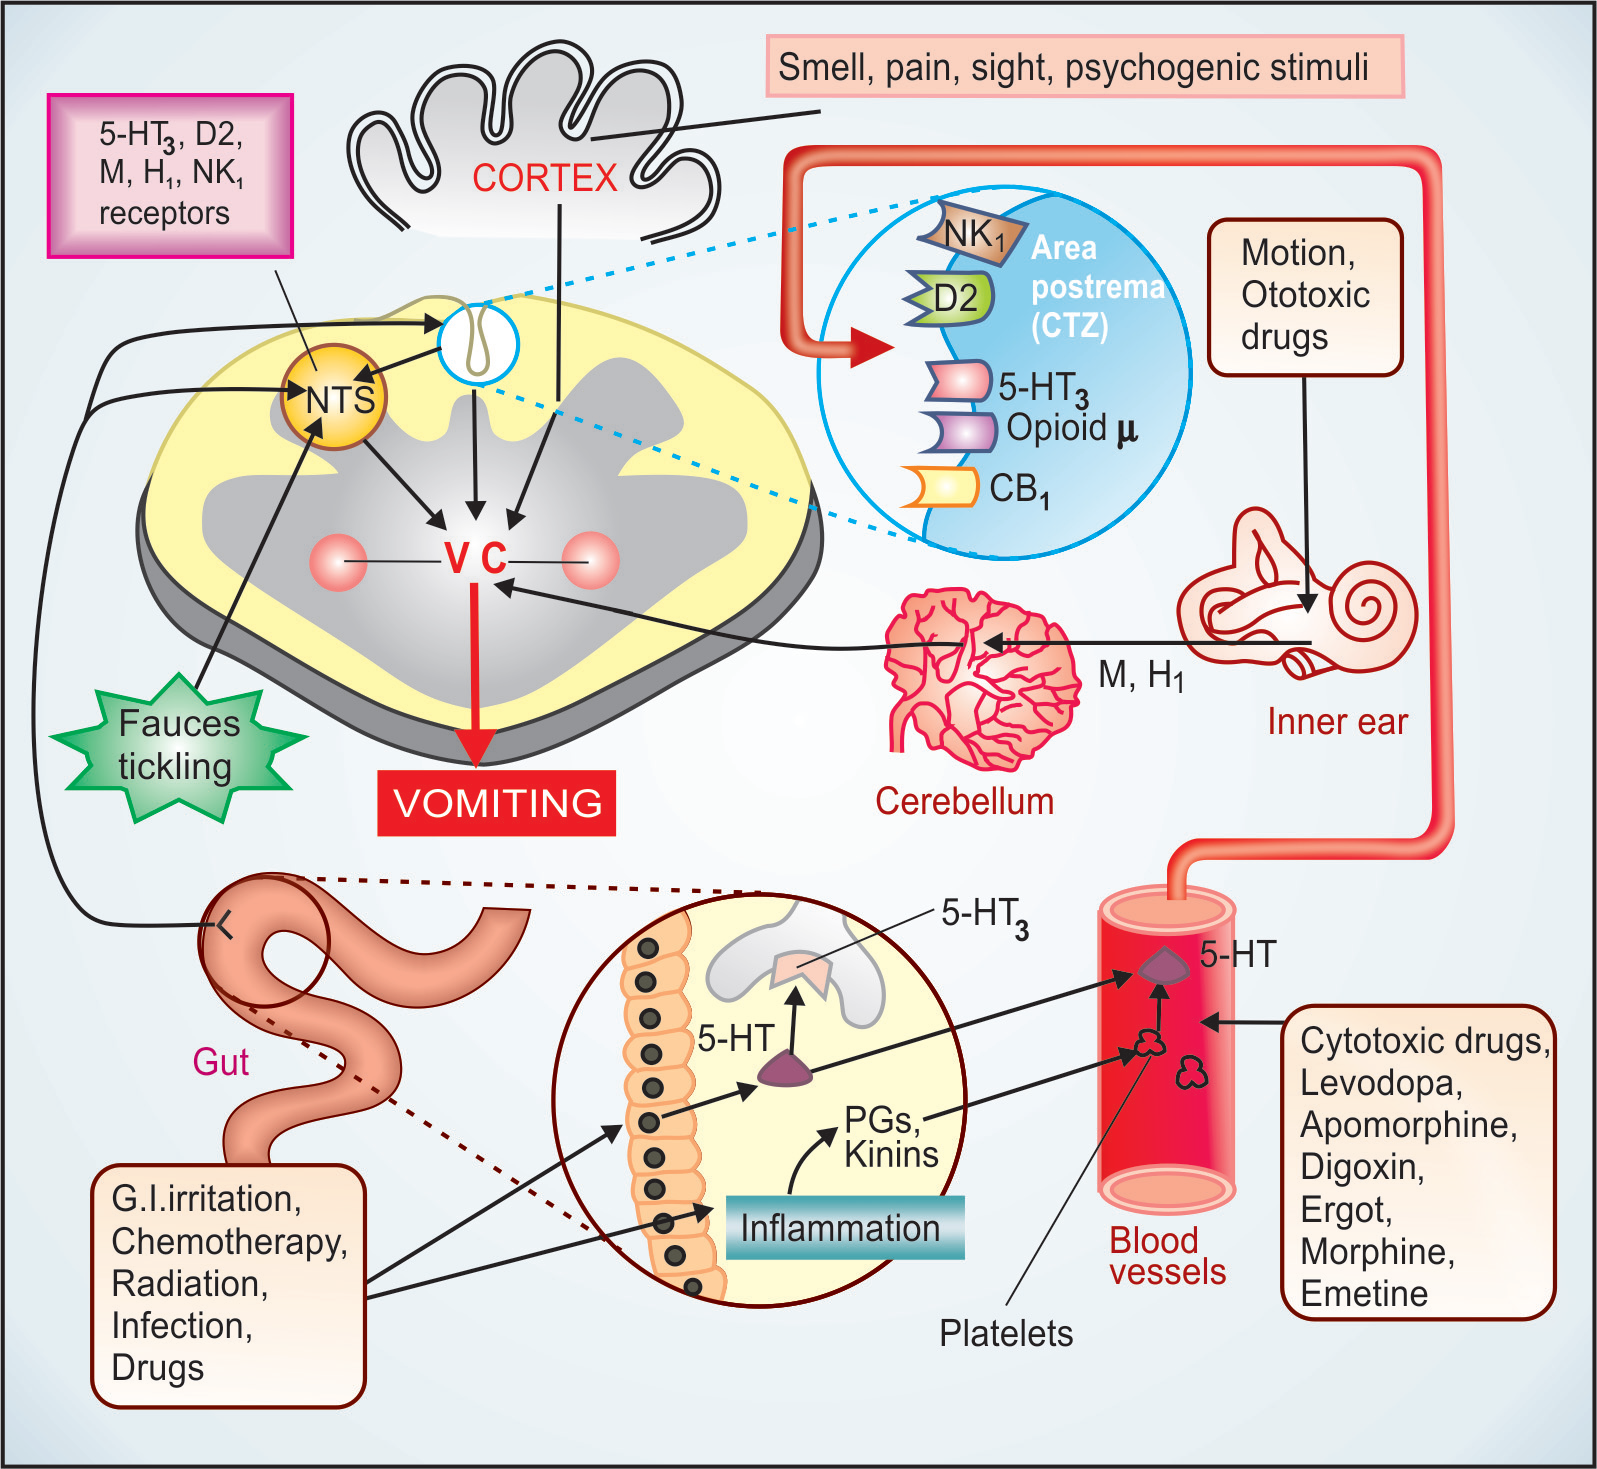 Smell, pain, sight, psychogenic stimuli
5-HT₃, D2,
M, H₁, NK₁
receptors
CORTEX
NK₁
Area
postrema
(CTZ)
D2
5-HT₃
Opioid μ
CB₁
Motion,
Ototoxic
drugs
NTS
V C
M, H₁
Inner ear
Fauces
tickling
VOMITING
Cerebellum
5-HT₃
5-HT
Gut
5-HT
PGs,
Kinins
Inflammation
G.I.irritation,
Chemotherapy,
Radiation,
Infection,
Drugs
Blood
vessels
Platelets
Cytotoxic drugs,
Levodopa,
Apomorphine,
Digoxin,
Ergot,
Morphine,
Emetine